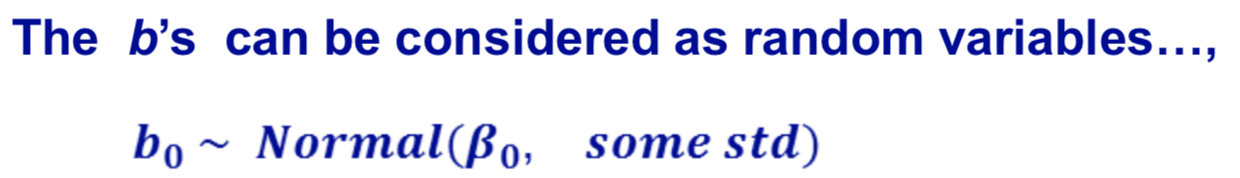 The b's can be considered as random variables...,
b₀ ~ Normal(β₀, some std)